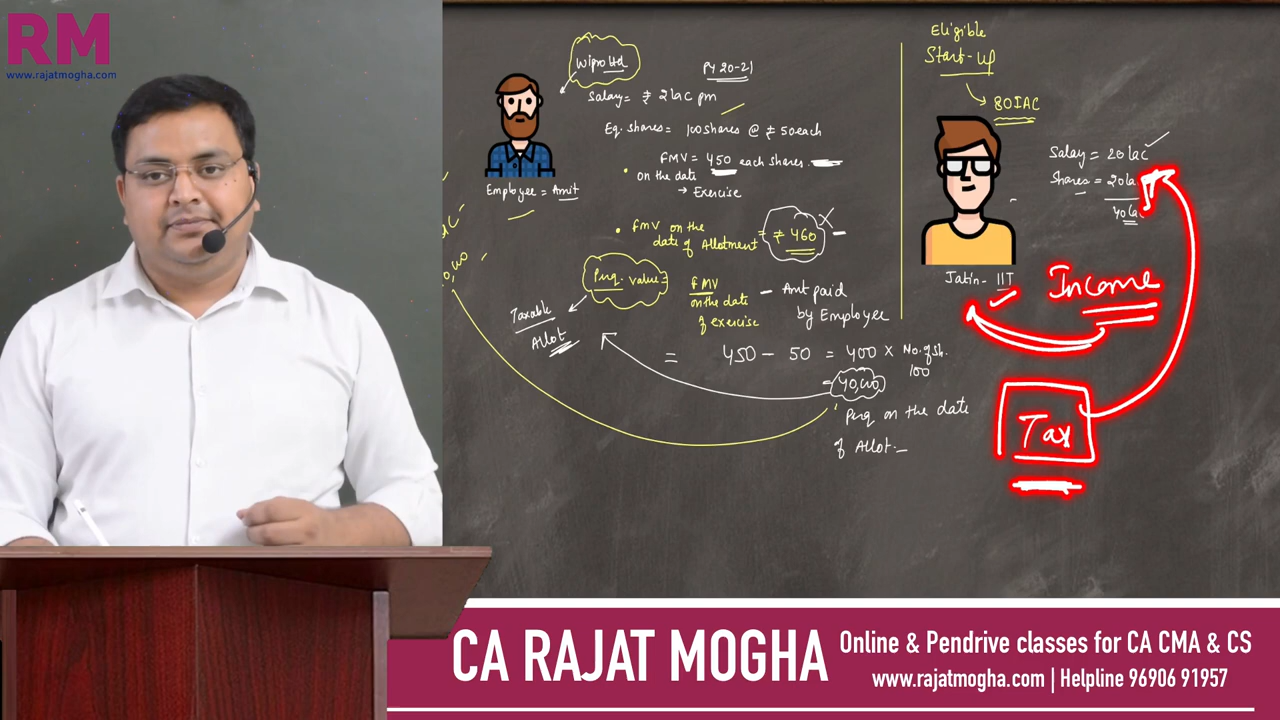 RM
www.rajatmogha.com
Wipro ltd
PY 20-21
Salary = ₹ 2 lac pm
Eq. shares = 100 shares @ ₹ 50 each
FMV = 450 each shares.
on the date
→ Exercise
Employee = Amit
• FMV on the
date of Allotment = ₹ 460 X
Perq. value =
FMV
on the date
of exercise
- Amt paid
by Employee
Taxable
Allot
= 450 - 50 = 400 × No. of sh.
100
= 40,000
Perq on the date
of Allot.
Eligible
Start-up
80IAC
Salary = 20 lac
Shares = 20 la
40 lac
Jatin - IIT
Income
Tax
CA RAJAT MOGHA
Online & Pendrive classes for CA CMA & CS
www.rajatmogha.com | Helpline 96906 91957